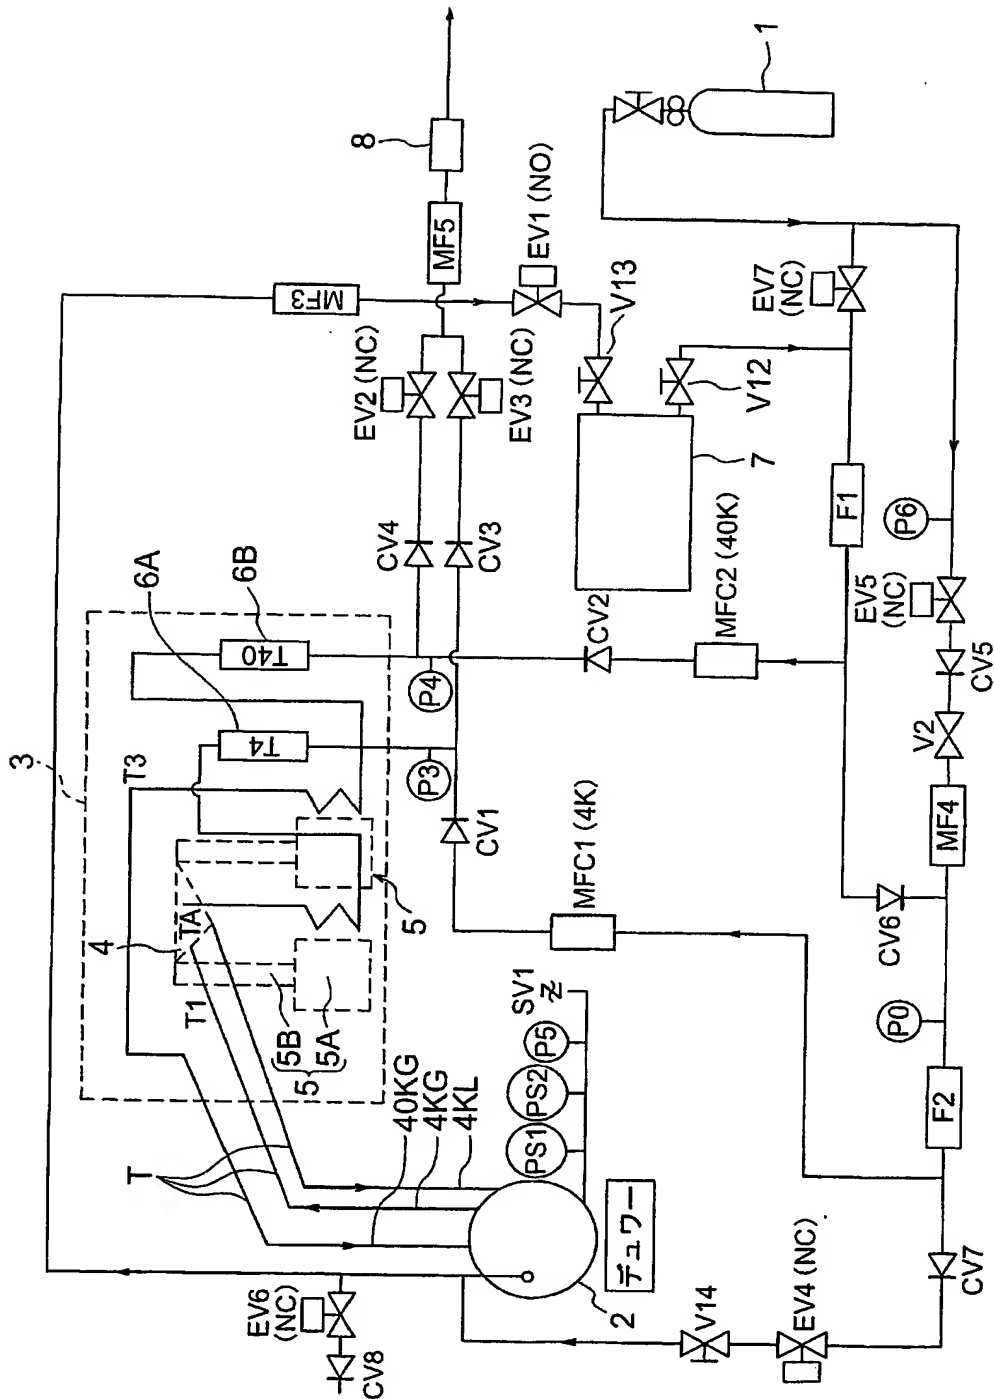 8
1
MF5
EV1 (NO)
MF3
V13
EV7
(NC)
EV2 (NC)
EV3 (NC)
V12
7
F1
P6
CV4
CV3
6A
6B
T40
T4
P4
P3
CV2
MFC2 (40K)
EV5
(NC)
CV5
V2
3
T3
MF4
CV1
MFC1 (4K)
CV6
4
TA
5
T1
5B
5A
5
P0
SV1
P5
PS2
PS1
F2
40KG
4KG
4KL
T
デュワー
2
EV6
(NC)
CV8
V14
EV4 (NC)
CV7